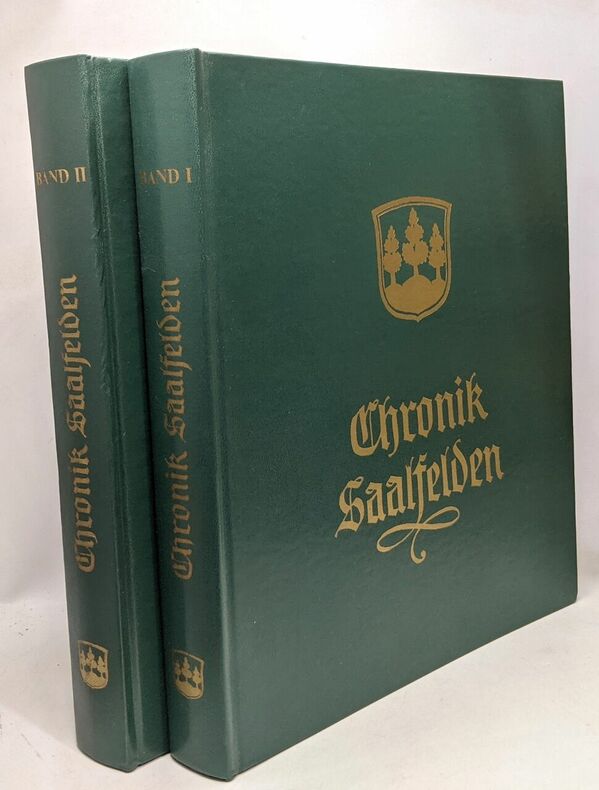 BAND II
Chronik Saalfelden
BAND I
Chronik Saalfelden
Chronik
Saalfelden